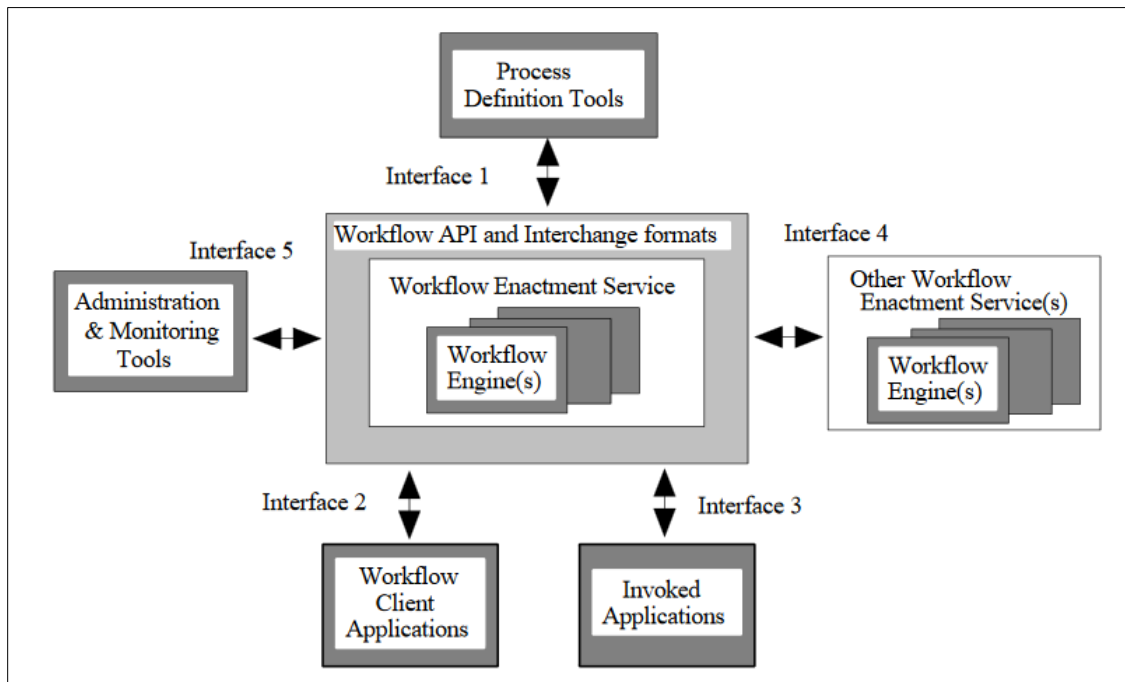 Process
Definition Tools
Interface 1
Workflow API and Interchange formats
Interface 4
Interface 5
Workflow Enactment Service
Other Workflow
Enactment Service(s)
Administration
& Monitoring
Tools
Workflow
Engine(s)
Workflow
Engine(s)
Interface 2
Interface 3
Workflow
Client
Applications
Invoked
Applications